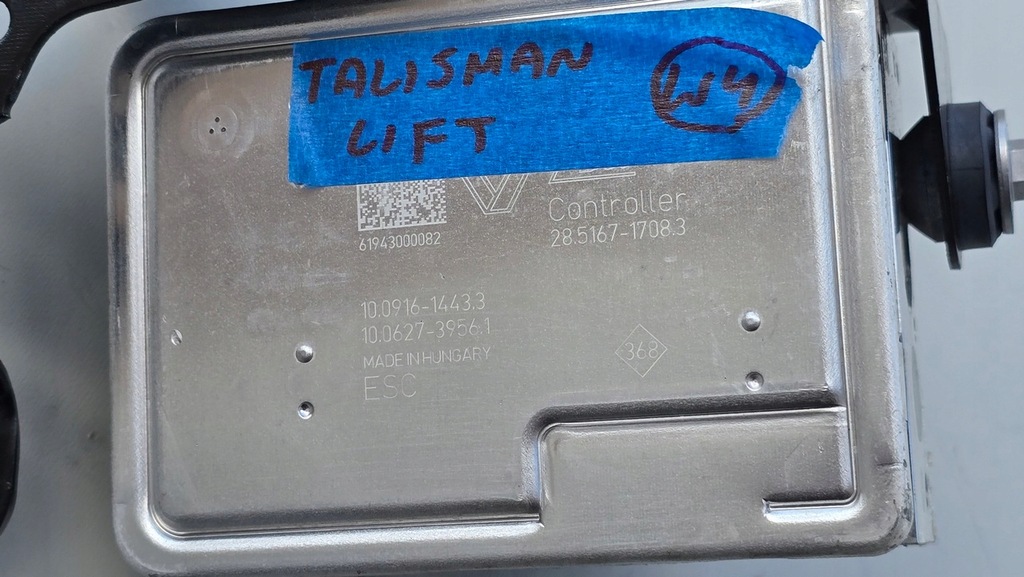 TALISMAN W4
LIFT
Controller
28.5167-1708.3
61943000082
10.0916-1443.3
10.0627-3956.1
MADE IN HUNGARY
368
ESC